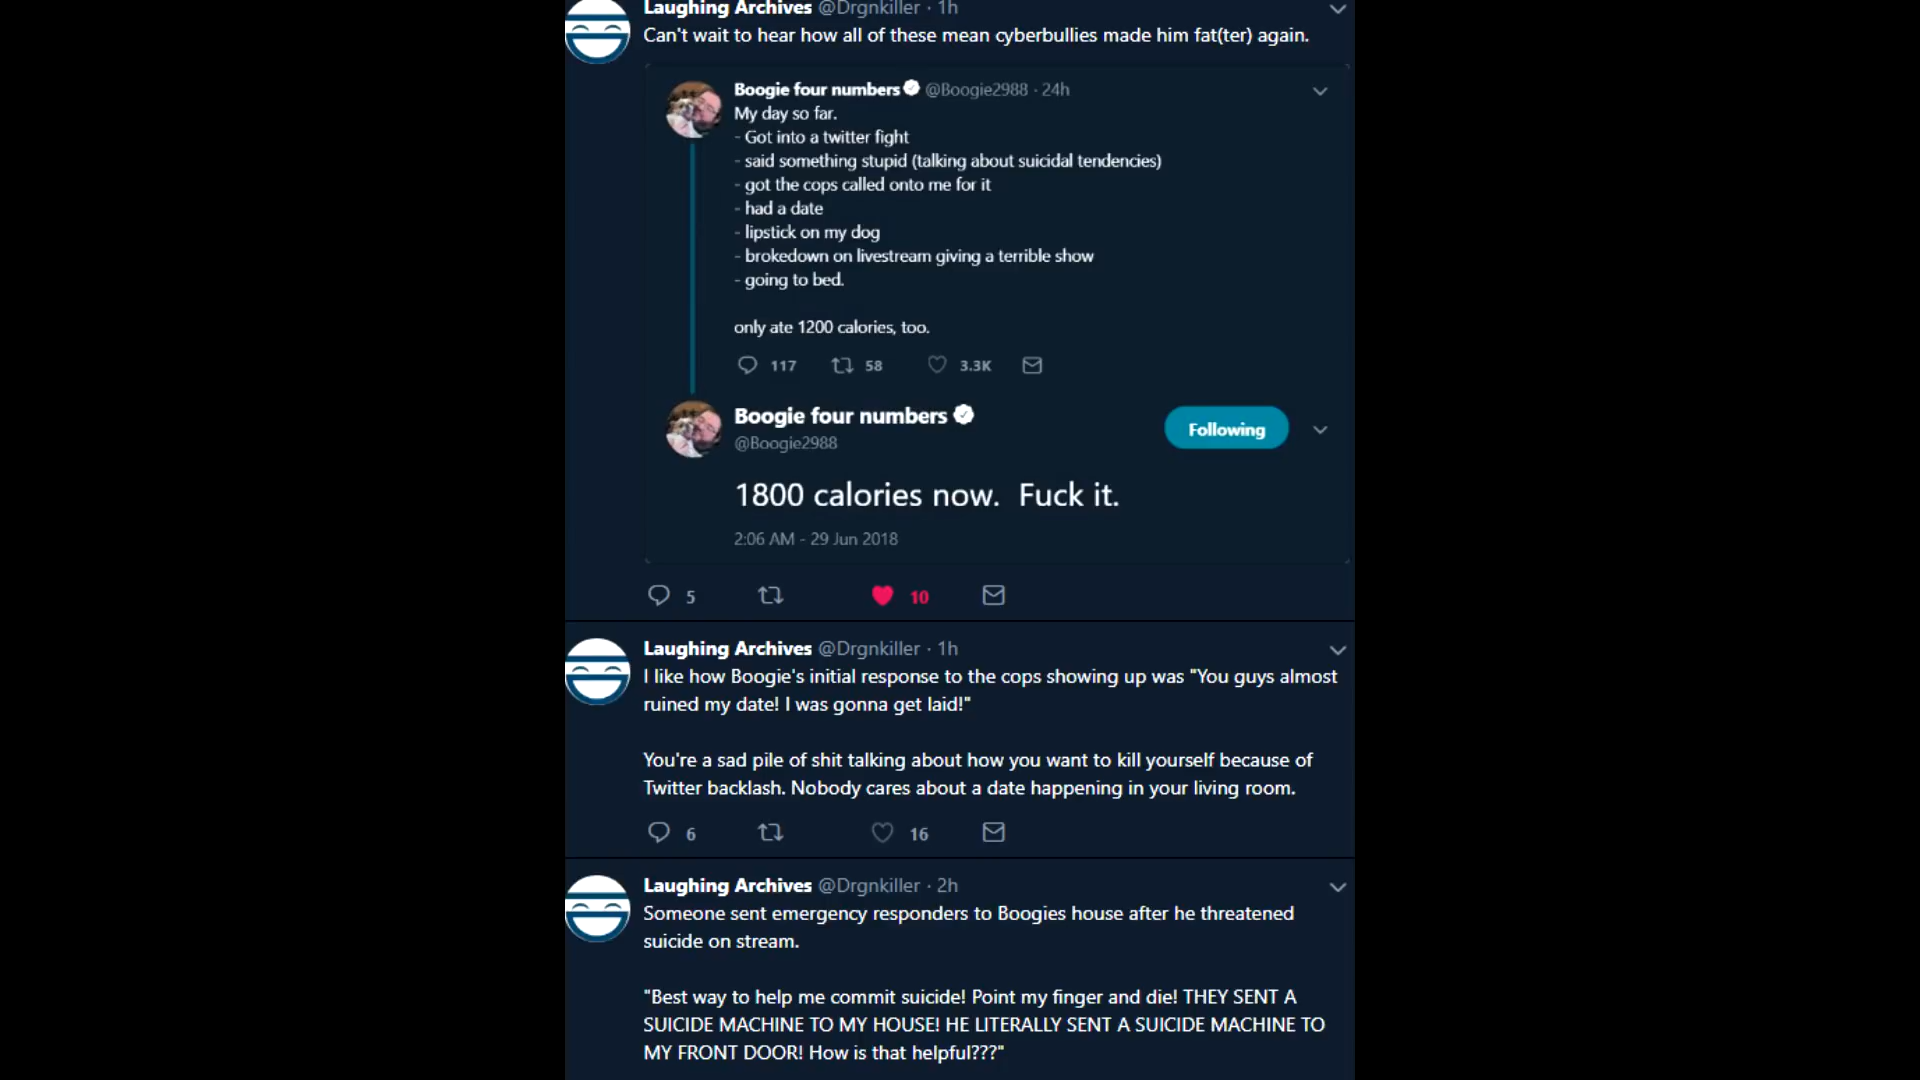 Laughing Archives @Drgnkiller · 1h
Can't wait to hear how all of these mean cyberbullies made him fat(ter) again.
Boogie four numbers @Boogie2988 · 24h
My day so far.
- Got into a twitter fight
- said something stupid (talking about suicidal tendencies)
- got the cops called onto me for it
- had a date
- lipstick on my dog
- brokedown on livestream giving a terrible show
- going to bed.
only ate 1200 calories, too.
117 58 3.3K
Boogie four numbers
@Boogie2988
Following
1800 calories now. Fuck it.
2:06 AM - 29 Jun 2018
5 10
Laughing Archives @Drgnkiller · 1h
I like how Boogie's initial response to the cops showing up was "You guys almost
ruined my date! I was gonna get laid!"
You're a sad pile of shit talking about how you want to kill yourself because of
Twitter backlash. Nobody cares about a date happening in your living room.
6 16
Laughing Archives @Drgnkiller · 2h
Someone sent emergency responders to Boogies house after he threatened
suicide on stream.
"Best way to help me commit suicide! Point my finger and die! THEY SENT A
SUICIDE MACHINE TO MY HOUSE! HE LITERALLY SENT A SUICIDE MACHINE TO
MY FRONT DOOR! How is that helpful???"